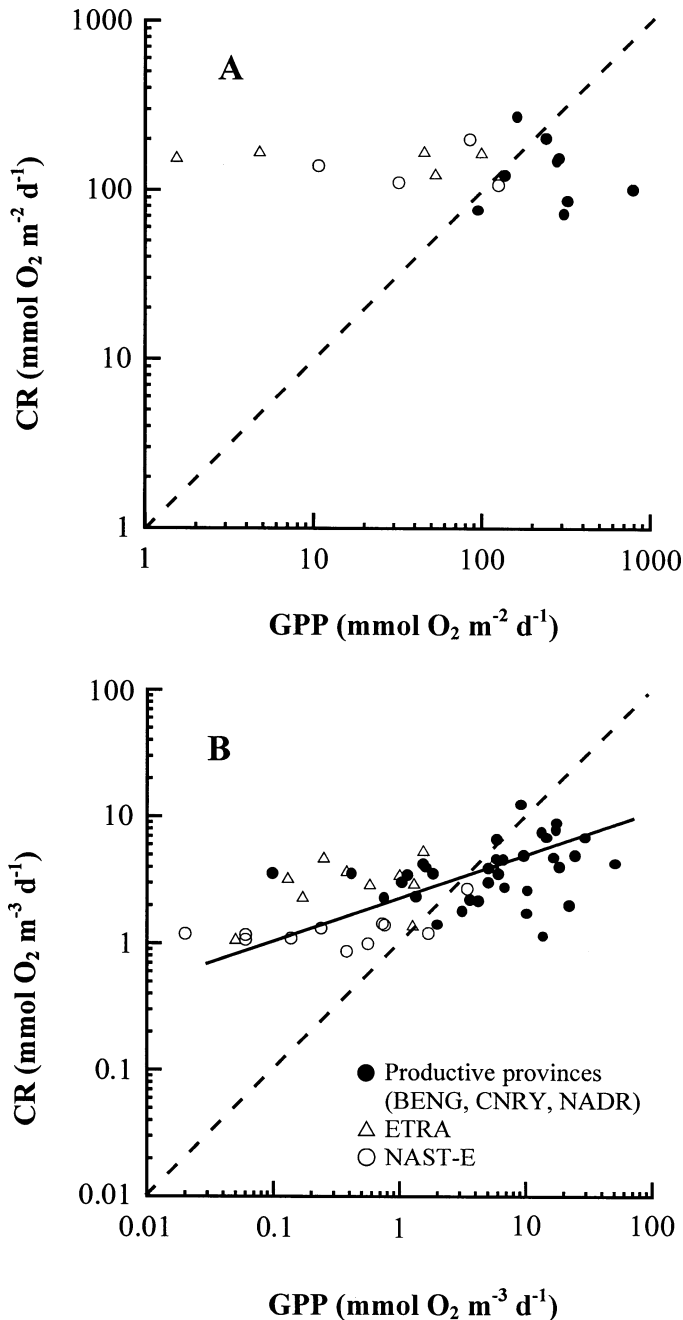 A
1000
100
10
1
CR (mmol O₂ m⁻² d⁻¹)
1 10 100 1000
GPP (mmol O₂ m⁻² d⁻¹)
B
100
10
1
0.1
0.01
CR (mmol O₂ m⁻³ d⁻¹)
Productive provinces
(BENG, CNRY, NADR)
ETRA
NAST-E
0.01 0.1 1 10 100
GPP (mmol O₂ m⁻³ d⁻¹)